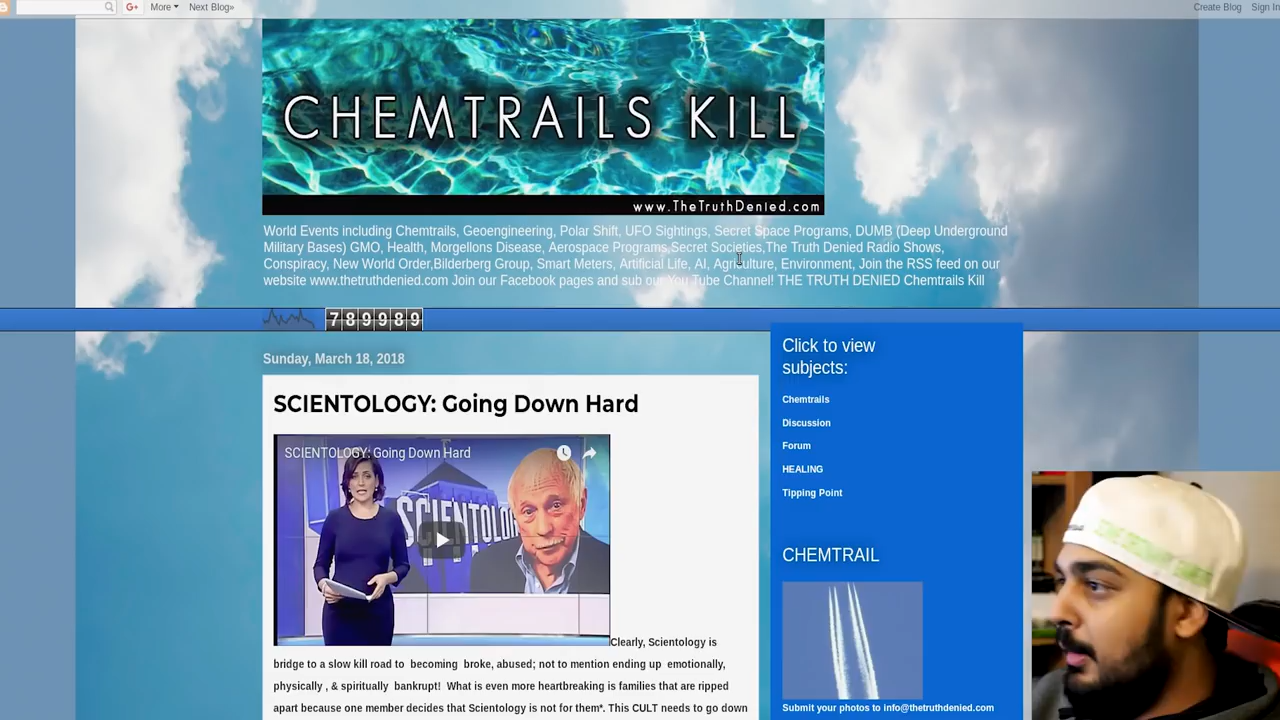 More
Next Blog»
Create Blog
Sign In
CHEMTRAILS KILL
www.TheTruthDenied.com
World Events including Chemtrails, Geoengineering, Polar Shift, UFO Sightings, Secret Space Programs, DUMB (Deep Underground
Military Bases) GMO, Health, Morgellons Disease, Aerospace Programs,Secret Societies,The Truth Denied Radio Shows,
Conspiracy, New World Order,Bilderberg Group, Smart Meters, Artificial Life, AI, Agriculture, Environment, Join the RSS feed on our
website www.thetruthdenied.com Join our Facebook pages and sub our You Tube Channel! THE TRUTH DENIED Chemtrails Kill
789989
Sunday, March 18, 2018
SCIENTOLOGY: Going Down Hard
SCIENTOLOGY: Going Down Hard
SCIENTOLOG
Clearly, Scientology is
bridge to a slow kill road to becoming broke, abused; not to mention ending up emotionally,
physically , & spiritually bankrupt! What is even more heartbreaking is families that are ripped
apart because one member decides that Scientology is not for them*. This CULT needs to go down
Click to view
subjects:
Chemtrails
Discussion
Forum
HEALING
Tipping Point
CHEMTRAIL
Submit your photos to info@thetruthdenied.com